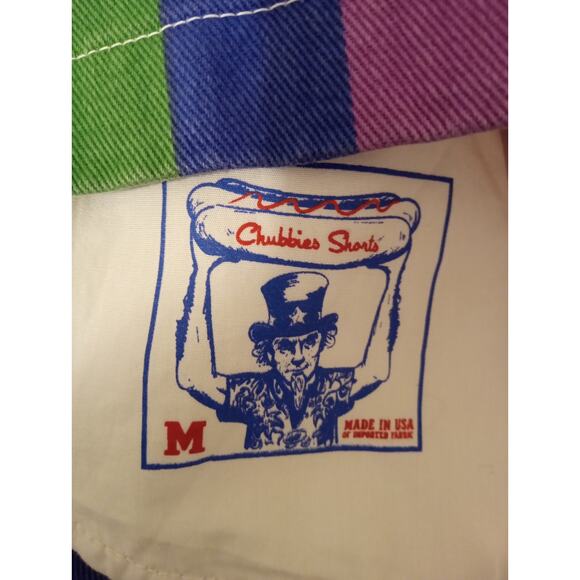 Chubbies Shorts
M
MADE IN USA
OF IMPORTED FABRIC